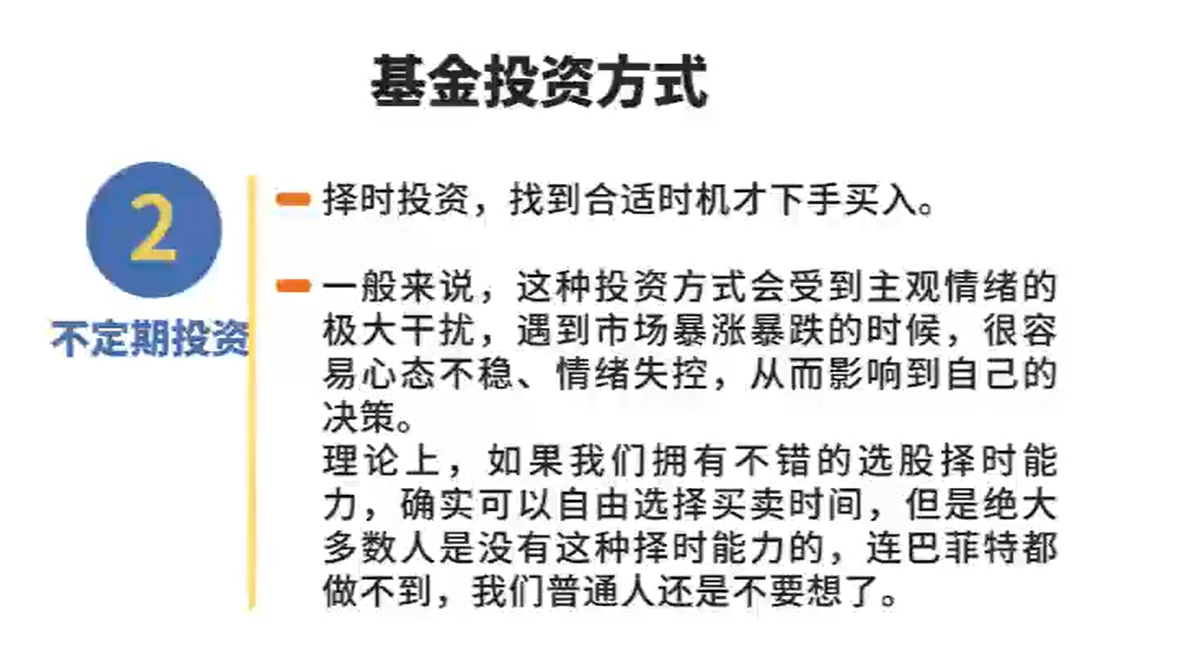 基金投资方式
2
不定期投资
择时投资，找到合适时机才下手买入。
一般来说，这种投资方式会受到主观情绪的
极大干扰，遇到市场暴涨暴跌的时候，很容
易心态不稳、情绪失控，从而影响到自己的
决策。
理论上，如果我们拥有不错的选股择时能
力，确实可以自由选择买卖时间，但是绝大
多数人是没有这种择时能力的，连巴菲特都
做不到，我们普通人还是不要想了。